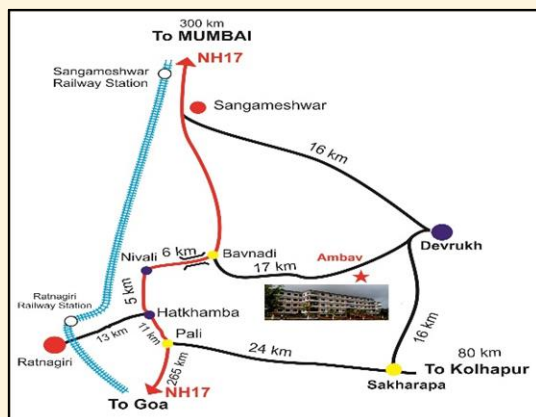 300 km
To MUMBAI
NH17
Sangameshwar
Railway Station
Sangameshwar
16 km
Devrukh
6 km
Bavnadi
Ambav
Nivali
17 km
5 km
Ratnagiri
Railway Station
Hatkhamba
13 km
11 km
Pali
16 km
Ratnagiri
24 km
80 km
To Kolhapur
265 km
Sakharapa
NH17
To Goa